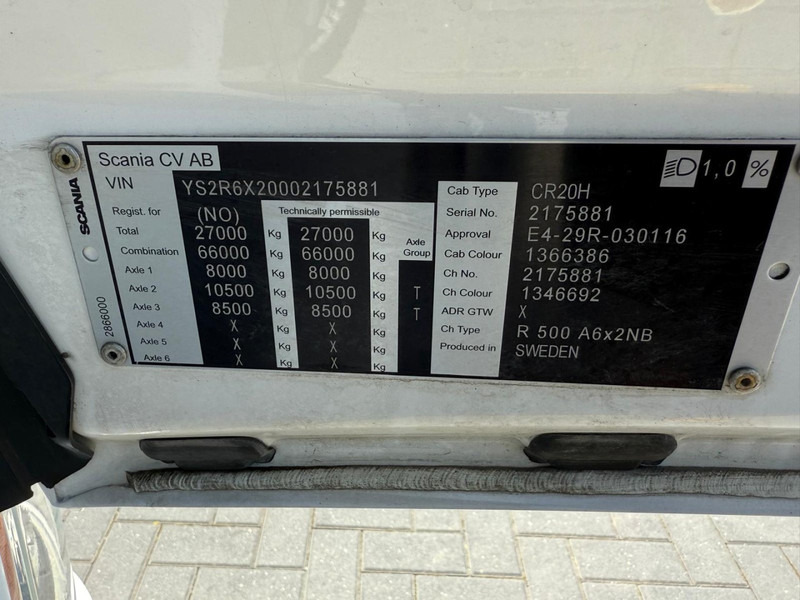 Scania CV AB
VIN YS2R6X20002175881
Regist. for (NO) Technically permissible
Total 27000 Kg 27000 Kg Axle Group
Combination 66000 Kg 66000 Kg
Axle 1 8000 Kg 8000 Kg
Axle 2 10500 Kg 10500 Kg T
Axle 3 8500 Kg 8500 Kg T
Axle 4 X Kg X Kg
Axle 5 X Kg X Kg
Axle 6 X Kg X Kg
1,0 %
Cab Type CR20H
Serial No. 2175881
Approval E4-29R-030116
Cab Colour 1366386
Ch No. 2175881
Ch Colour 1346692
ADR GTW X
Ch Type R 500 A6x2NB
Produced in SWEDEN
SCANIA
2866000